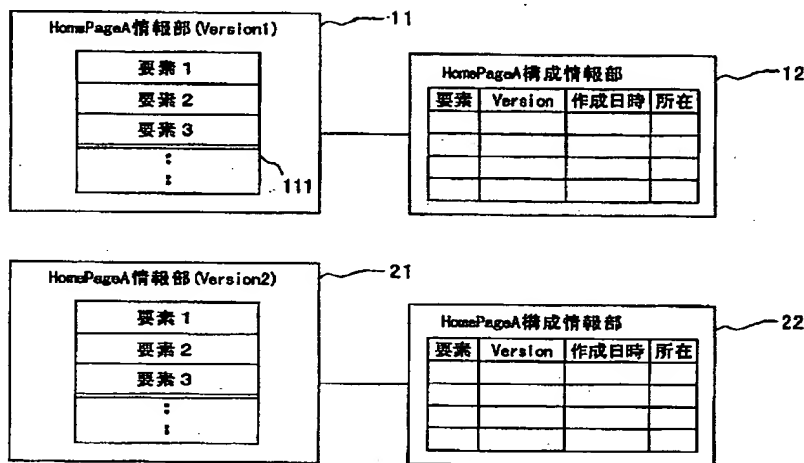 HomePageA情報部(Version1)
11
要素1
要素2
要素3
:
:
111
HomePageA構成情報部
12
要素 Version 作成日時 所在
HomePageA情報部(Version2)
21
要素1
要素2
要素3
:
:
HomePageA構成情報部
22
要素 Version 作成日時 所在